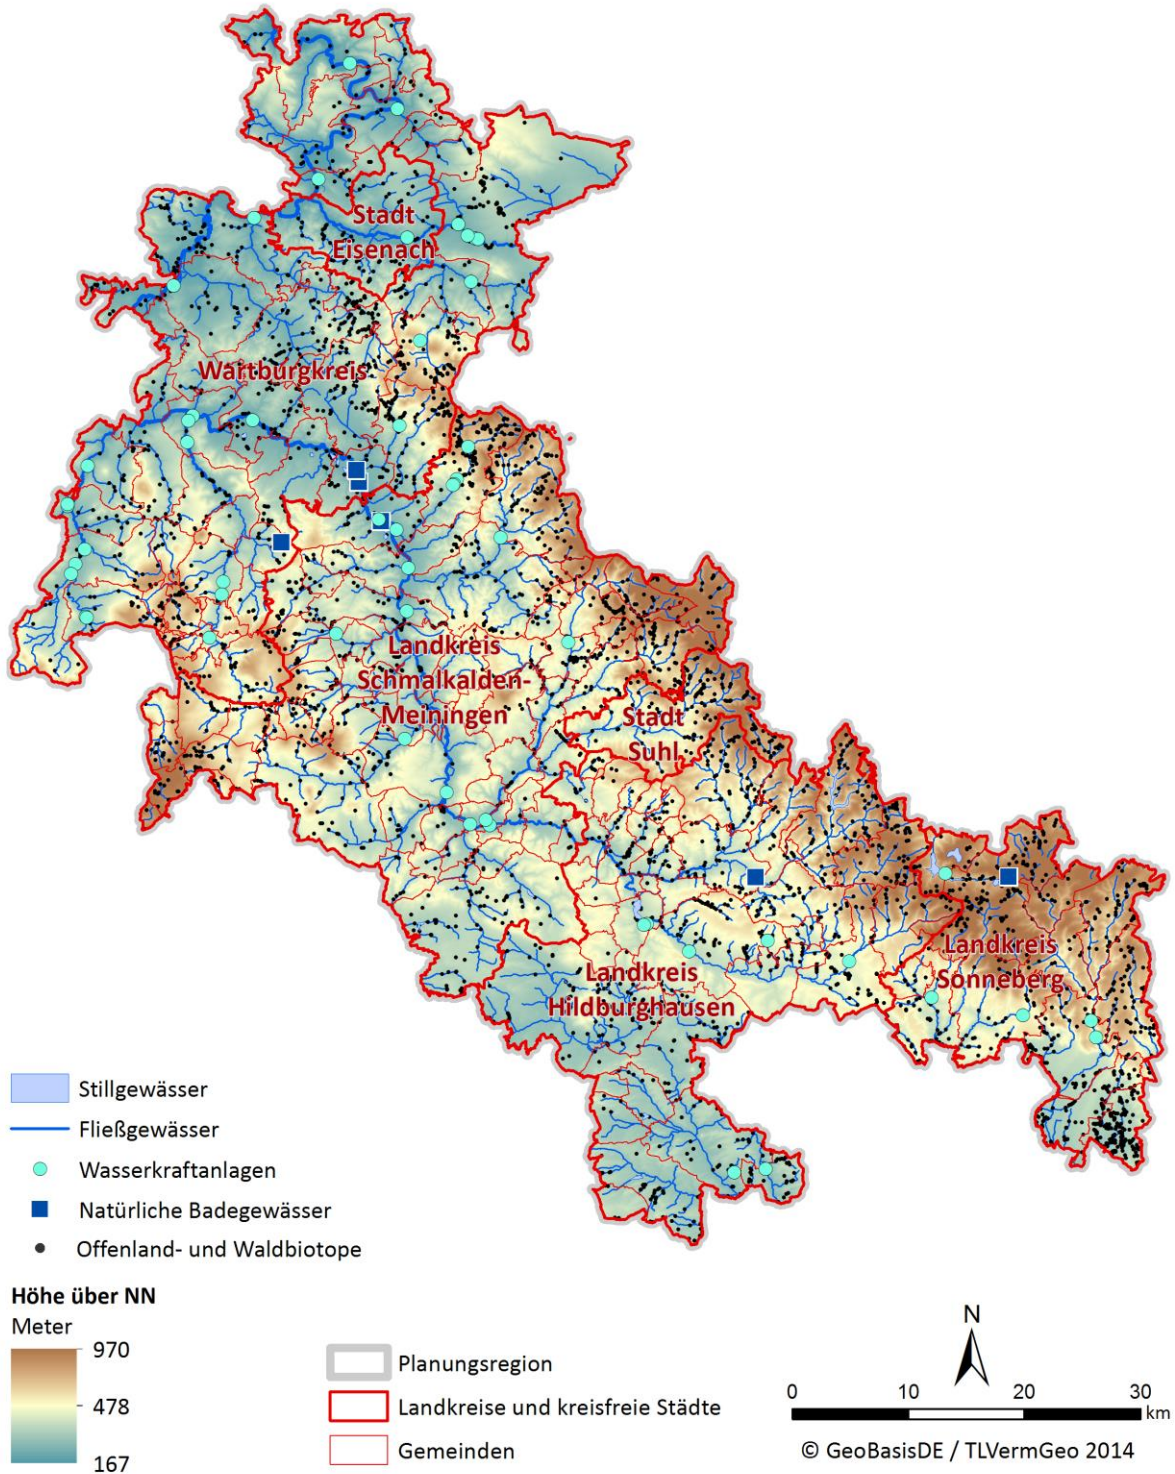 Stadt
Eisenach
Wartburgkreis
Landkreis
Schmalkalden-
Meiningen
Stadt
Suhl
Landkreis
Sonneberg
Landkreis
Hildburghausen
Stillgewässer
Fließgewässer
Wasserkraftanlagen
Natürliche Badegewässer
Offenland- und Waldbiotope
Höhe über NN
Meter
970
478
167
Planungsregion
Landkreise und kreisfreie Städte
Gemeinden
N
0 10 20 30
km
© GeoBasisDE / TLVermGeo 2014